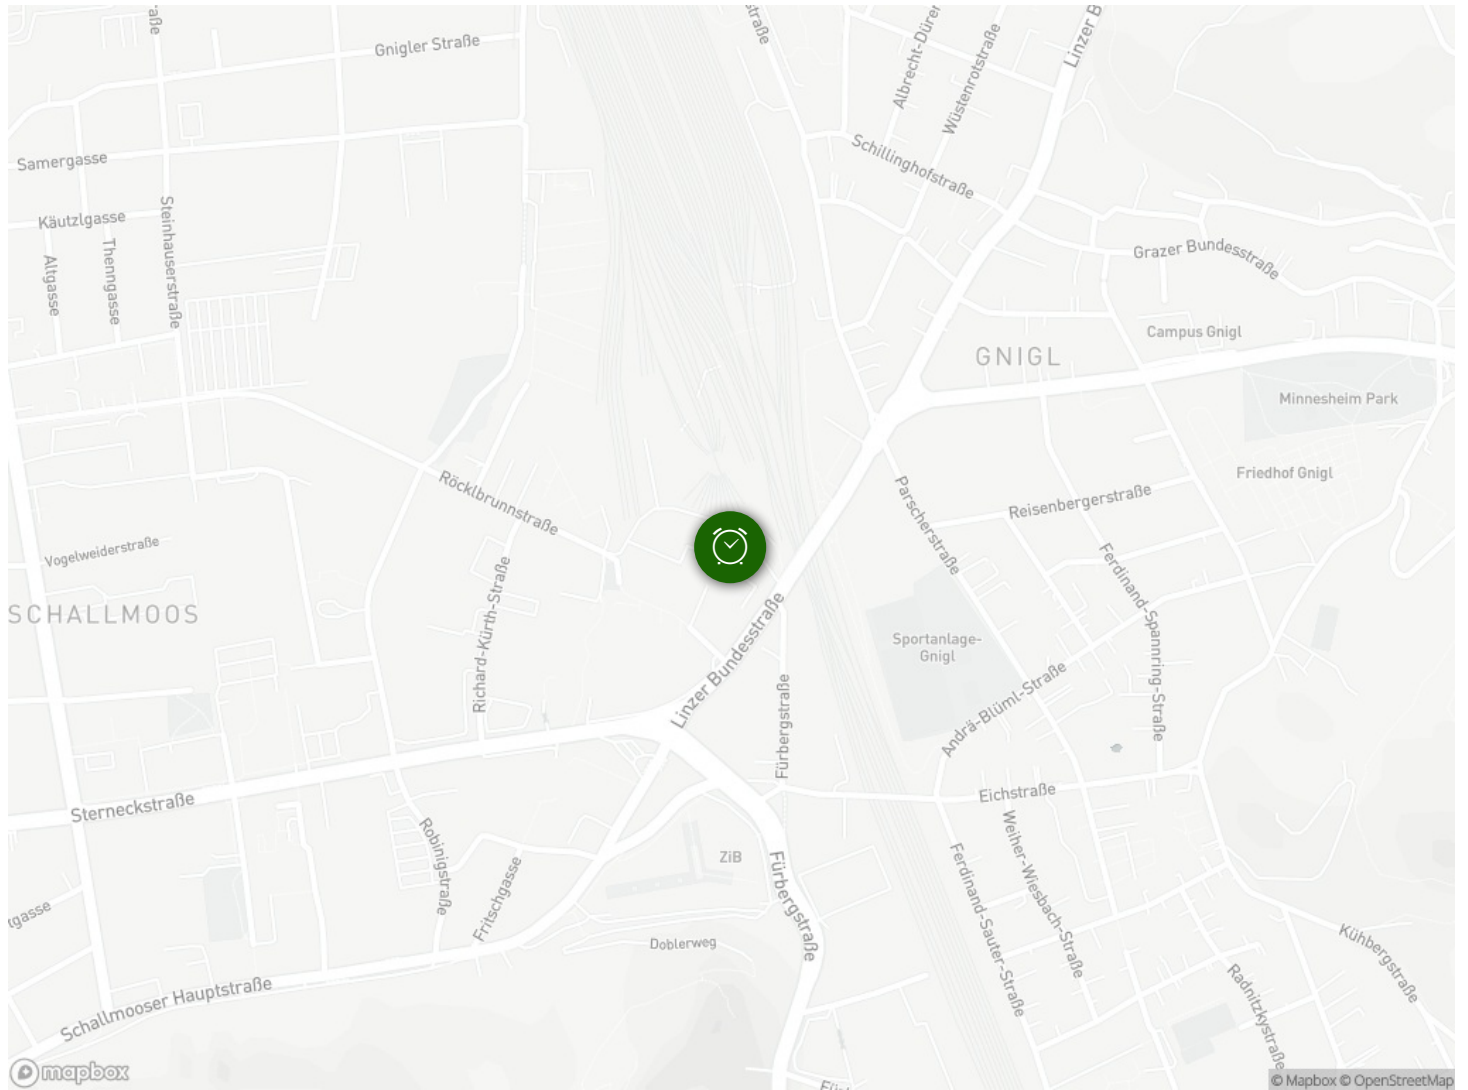 Gnigler Straße
Linzer B
Albrecht-Dürer
Wüstenrotstraße
Samergasse
Schillinghofstraße
Käutzlgasse
Steinhauserstraße
Thenngasse
Altgasse
Grazer Bundesstraße
Campus Gnigl
GNIGL
Minnesheim Park
Friedhof Gnigl
Röcklbrunnstraße
Parscherstraße
Reisenbergerstraße
Vogelweiderstraße
Ferdinand-Spannring-Straße
SCHALLMOOS
Richard-Kürth-Straße
Linzer Bundesstraße
Sportanlage-
Gnigl
Andrä-Blüml-Straße
Fürbergstraße
Sterneckstraße
Eichstraße
Robinigstraße
Weiher-Wiesbach-Straße
ZiB
Fürbergstraße
Ferdinand-Sauter-Straße
Fritschgasse
tgasse
Doblerweg
Kühbergstraße
Radnitzkystraße
Schallmooser Hauptstraße
mapbox
© Mapbox © OpenStreetMap